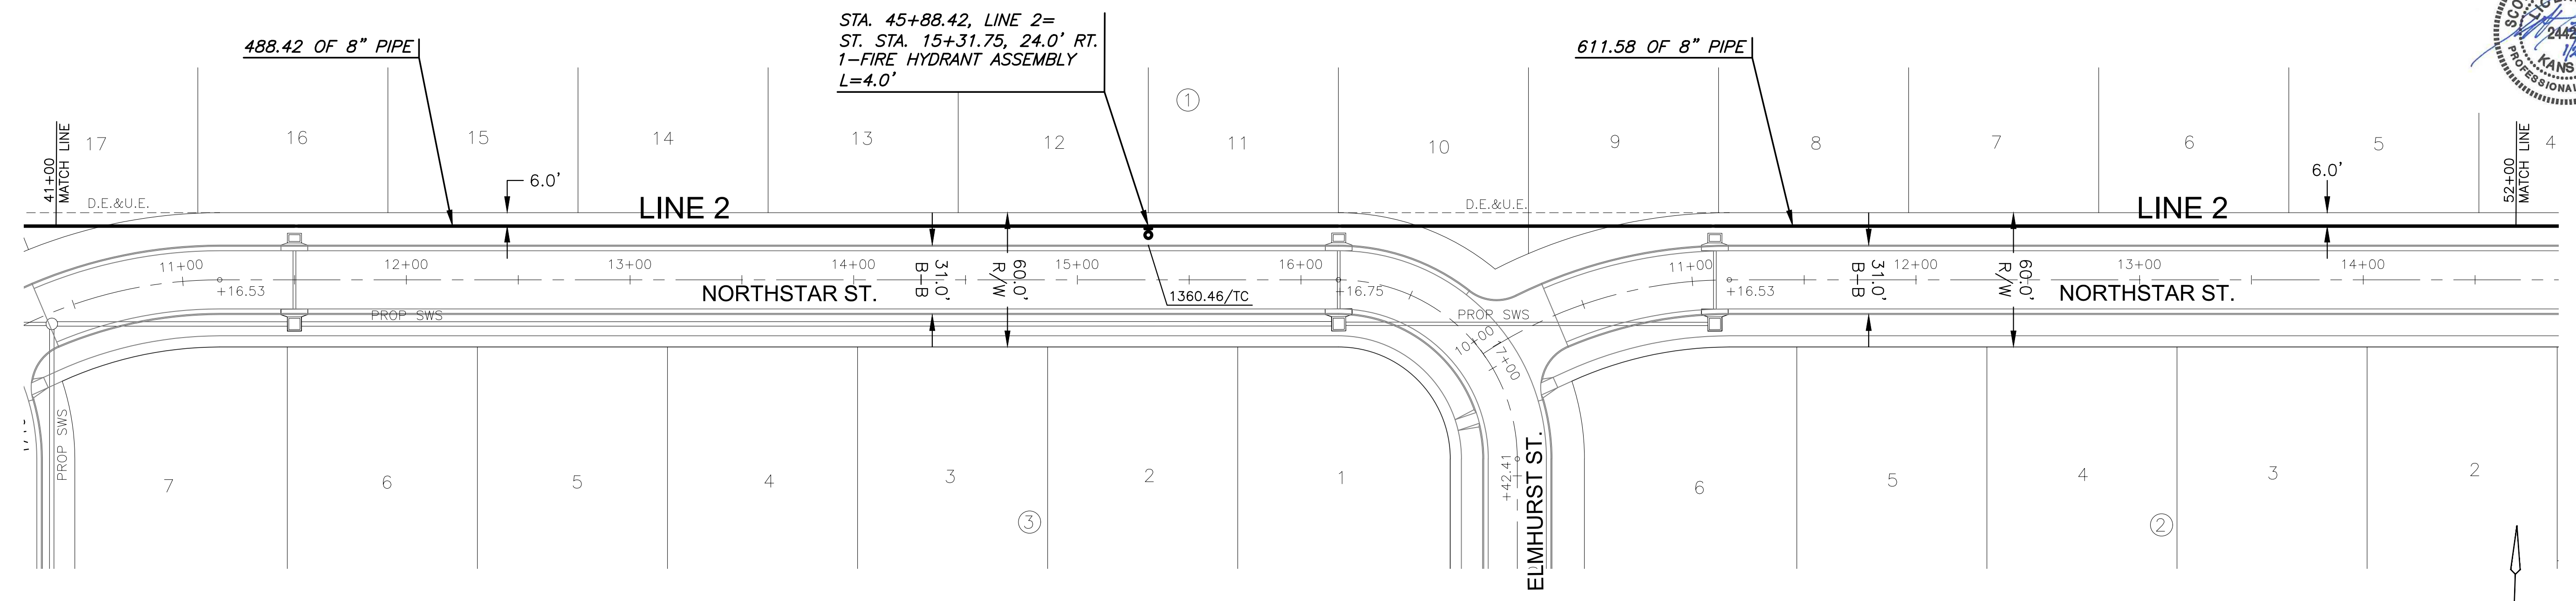 STA. 45+88.42, LINE 2=
ST. STA. 15+31.75, 24.0' RT.
1-FIRE HYDRANT ASSEMBLY
L=4.0'
488.42 OF 8" PIPE
611.58 OF 8" PIPE
2442
KANS
PROFESSIONAL
41+00
MATCH LINE
17
16
15
14
13
12
1
11
10
9
8
7
6
5
4
52+00
MATCH LINE
D.E.&U.E.
6.0'
LINE 2
D.E.&U.E.
LINE 2
6.0'
11+00
12+00
13+00
14+00
15+00
16+00
11+00
12+00
13+00
14+00
+16.53
NORTHSTAR ST.
31.0'
B-B
60.0'
R/W
1360.46/TC
+16.75
+16.53
31.0'
B-B
60.0'
R/W
NORTHSTAR ST.
PROP SWS
PROP SWS
10+00
17+00
PROP SWS
7
6
5
4
3
2
1
+42.41
ELMHURST ST.
6
5
4
3
2
3
2